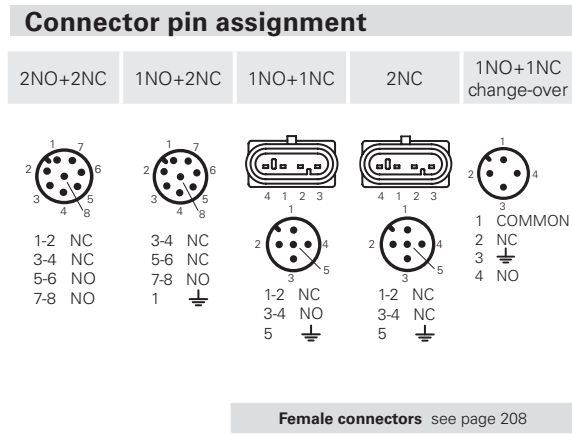 Connector pin assignment
2NO+2NC
1NO+2NC
1NO+1NC
2NC
1NO+1NC
change-over
1 7
2 6
3 5
4 8
1-2 NC
3-4 NC
5-6 NO
7-8 NO
1 7
2 6
3 5
4 8
3-4 NC
5-6 NC
7-8 NO
1
4 1 2 3
1
2 4
3 5
1-2 NC
3-4 NO
5
4 1 2 3
1
2 4
3 5
1-2 NC
3-4 NC
5
1
2 4
3
1 COMMON
2 NC
3
4 NO
Female connectors see page 208